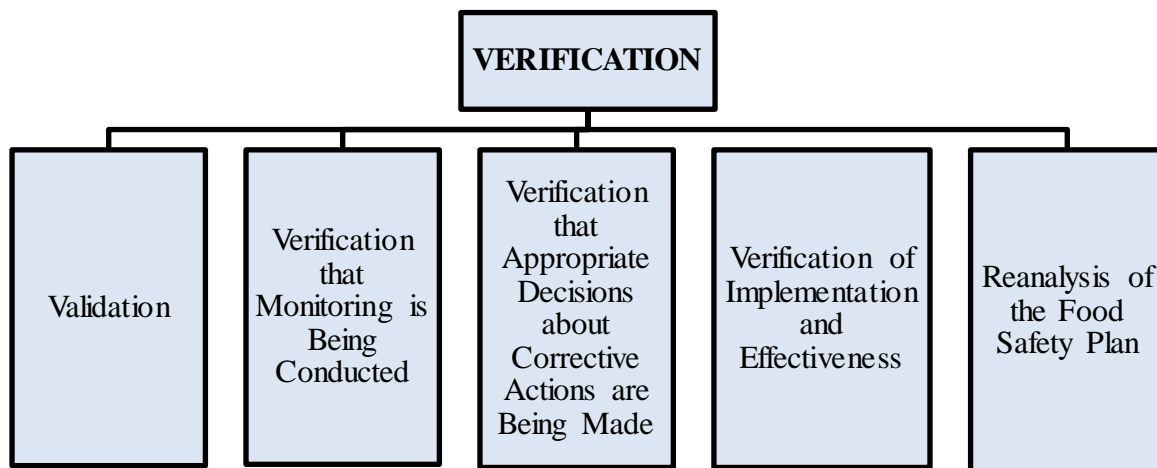 VERIFICATION
Validation
Verification
that
Monitoring is
Being
Conducted
Verification
that
Appropriate
Decisions
about
Corrective
Actions are
Being Made
Verification of
Implementation
and
Effectiveness
Reanalysis of
the Food
Safety Plan